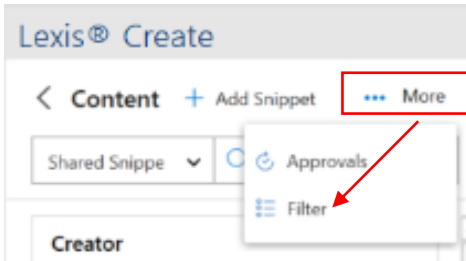 Lexis® Create
Content + Add Snippet ••• More
Shared Snippe
Approvals
Filter
Creator